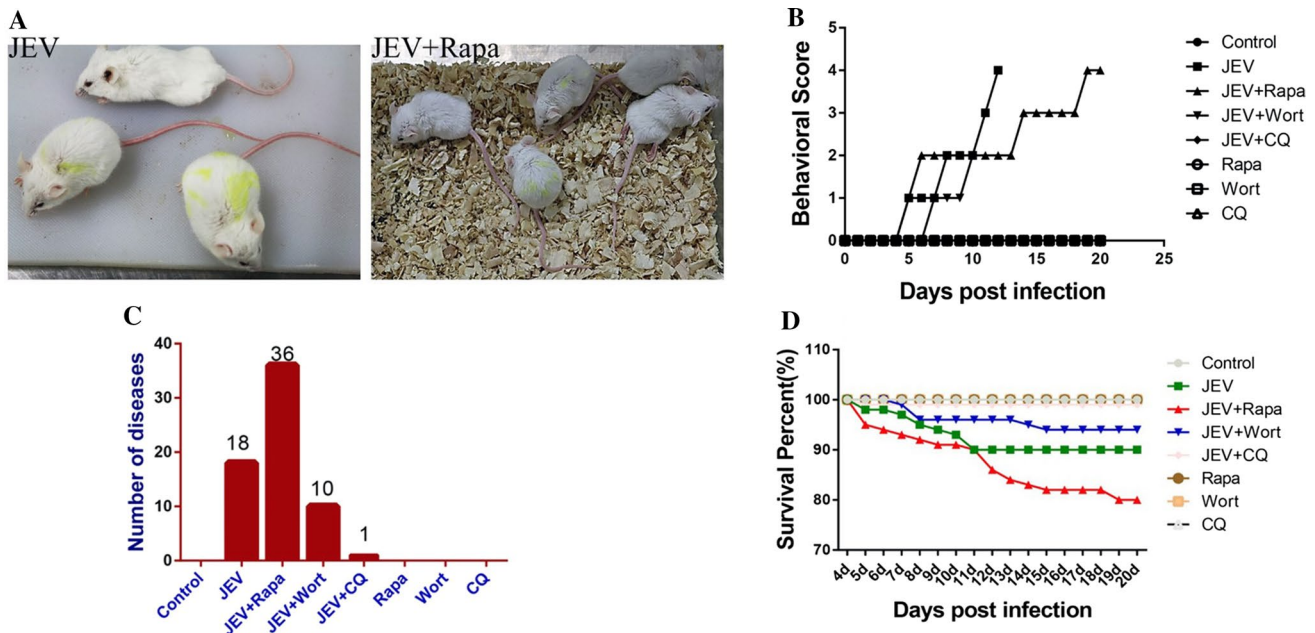 A
JEV
JEV+Rapa
B
Behavioral Score
5
4
3
2
1
0
0 5 10 15 20 25
Days post infection
Control
JEV
JEV+Rapa
JEV+Wort
JEV+CQ
Rapa
Wort
CQ
C
Number of diseases
40
30
20
10
0
18
36
10
1
Control JEV JEV+Rapa JEV+Wort JEV+CQ Rapa Wort CQ
D
Survival Percent(%)
110
100
90
80
70
4d 5d 6d 7d 8d 9d 10d 11d 12d 13d 14d 15d 16d 17d 18d 19d 20d
Days post infection
Control
JEV
JEV+Rapa
JEV+Wort
JEV+CQ
Rapa
Wort
CQ